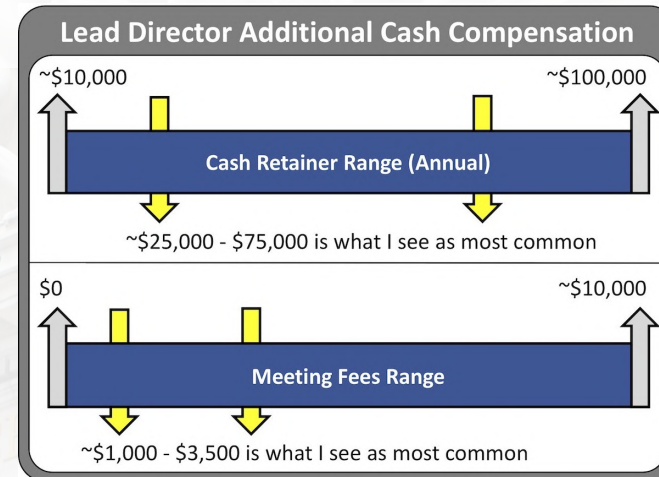 Lead Director Additional Cash Compensation
~$10,000
~$100,000
Cash Retainer Range (Annual)
~$25,000 - $75,000 is what I see as most common
$0
~$10,000
Meeting Fees Range
~$1,000 - $3,500 is what I see as most common